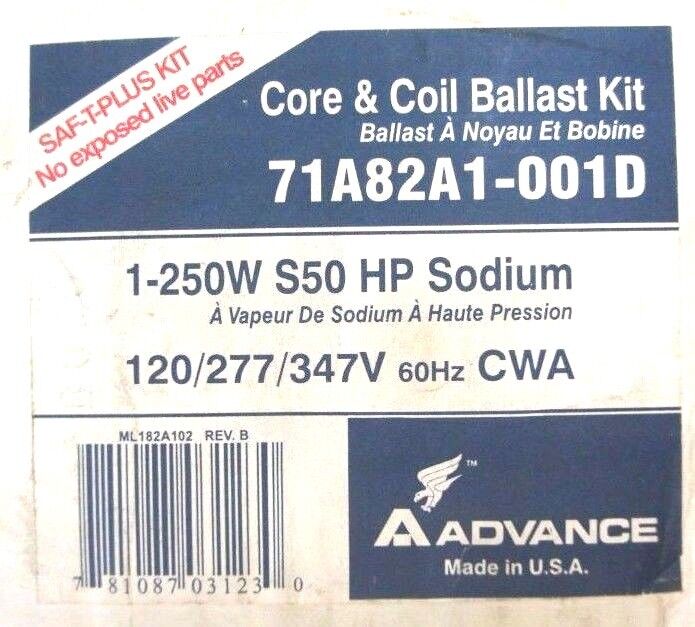 SAF-T-PLUS KIT
No exposed live parts
Core & Coil Ballast Kit
Ballast À Noyau Et Bobine
71A82A1-001D
1-250W S50 HP Sodium
À Vapeur De Sodium À Haute Pression
120/277/347V 60Hz CWA
ML182A102 REV. B
7 81087 03123 0
™
ADVANCE
Made in U.S.A.